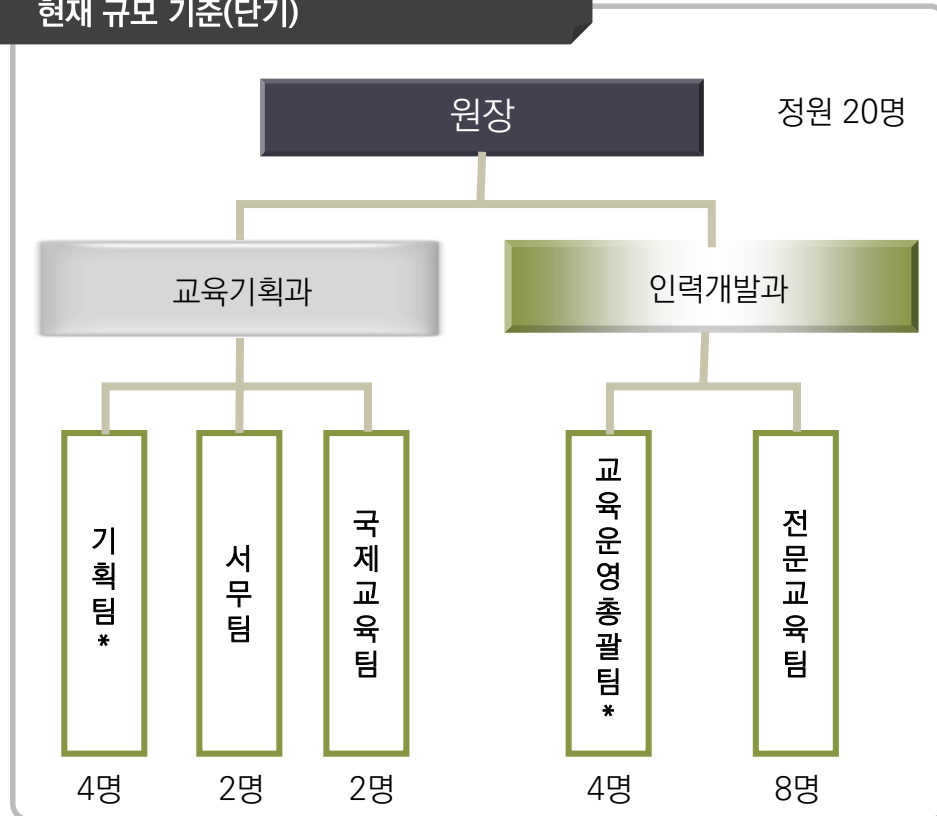 현재 규모 기준(단기)
원장
정원 20명
교육기획과
인력개발과
기획팀*
서무팀
국제교육팀
교육운영총괄팀*
전문교육팀
4명
2명
2명
4명
8명